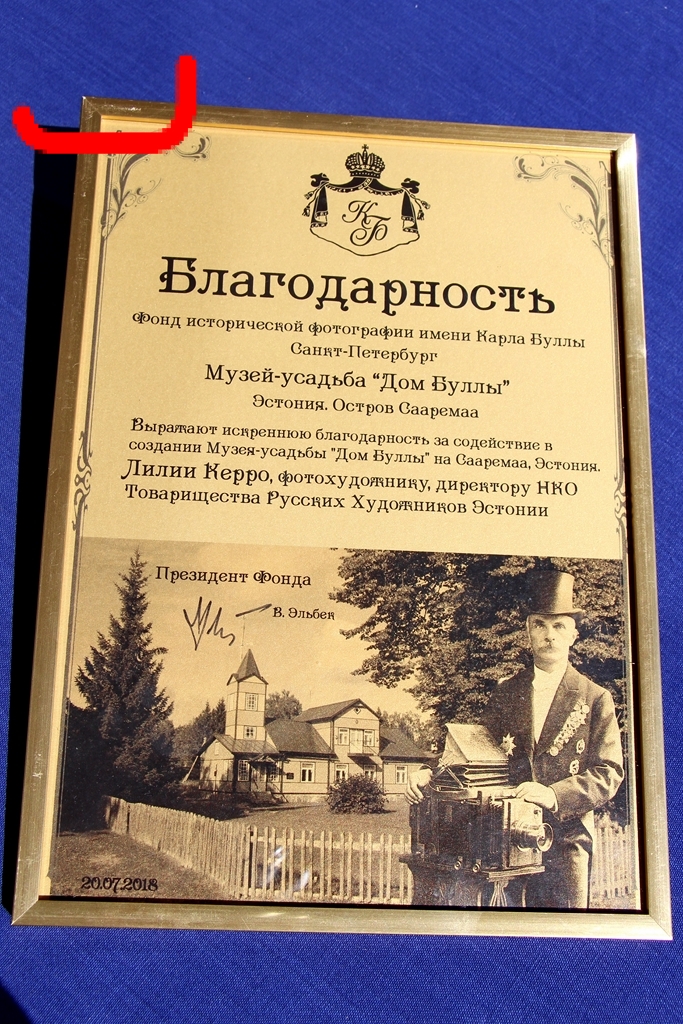 КБ
Благодарность
Фонд исторической фотографии имени Карла Буллы
Санкт-Петербург
Музей-усадьба "Дом Буллы"
Эстония. Остров Сааремаа
Выражают искреннюю благодарность за содействие в
создании Музея-усадьбы "Дом Буллы" на Сааремаа, Эстония.
Лилии Керро, фотохудожнику, директору НКО
Товарищества Русских Художников Эстонии
Президент Фонда
В. Эльбек
20.07.2018